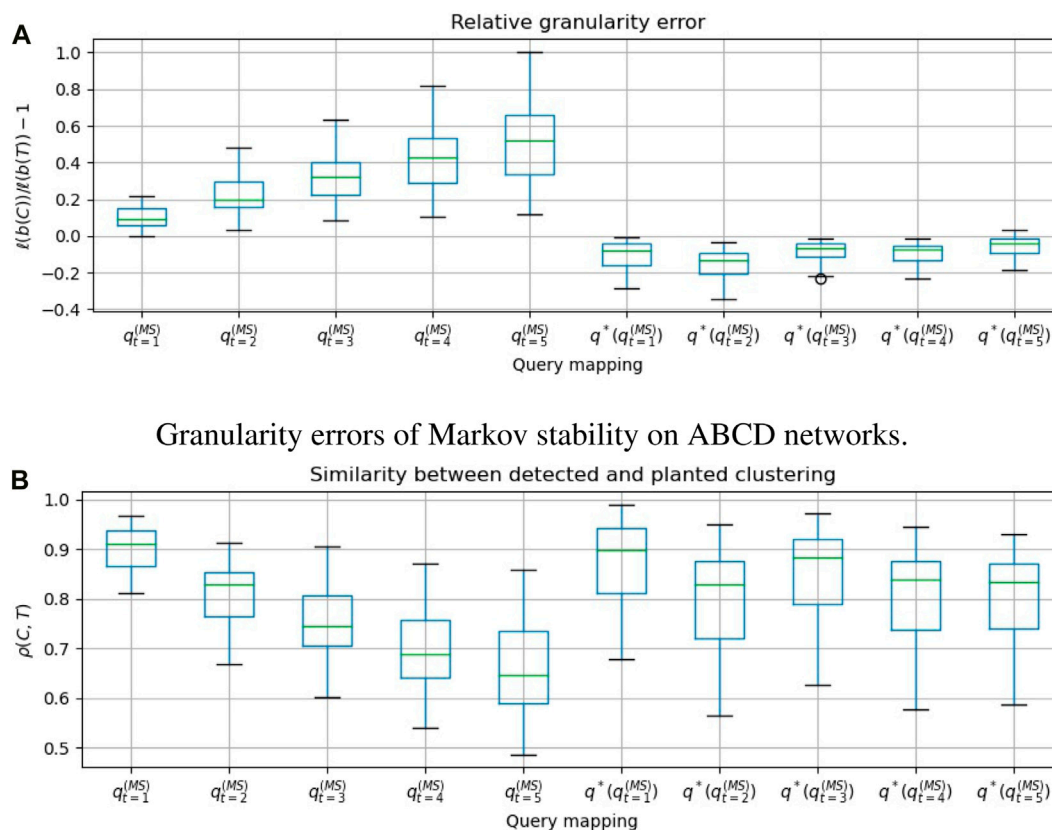 A
Relative granularity error
ℓ(b(C))/ℓ(b(T)) − 1
1.0
0.8
0.6
0.4
0.2
0.0
−0.2
−0.4
q_{t=1}^{(MS)} q_{t=2}^{(MS)} q_{t=3}^{(MS)} q_{t=4}^{(MS)} q_{t=5}^{(MS)} q*(q_{t=1}^{(MS)}) q*(q_{t=2}^{(MS)}) q*(q_{t=3}^{(MS)}) q*(q_{t=4}^{(MS)}) q*(q_{t=5}^{(MS)})
Query mapping
Granularity errors of Markov stability on ABCD networks.
B
Similarity between detected and planted clustering
ρ(C, T)
1.0
0.9
0.8
0.7
0.6
0.5
q_{t=1}^{(MS)} q_{t=2}^{(MS)} q_{t=3}^{(MS)} q_{t=4}^{(MS)} q_{t=5}^{(MS)} q*(q_{t=1}^{(MS)}) q*(q_{t=2}^{(MS)}) q*(q_{t=3}^{(MS)}) q*(q_{t=4}^{(MS)}) q*(q_{t=5}^{(MS)})
Query mapping